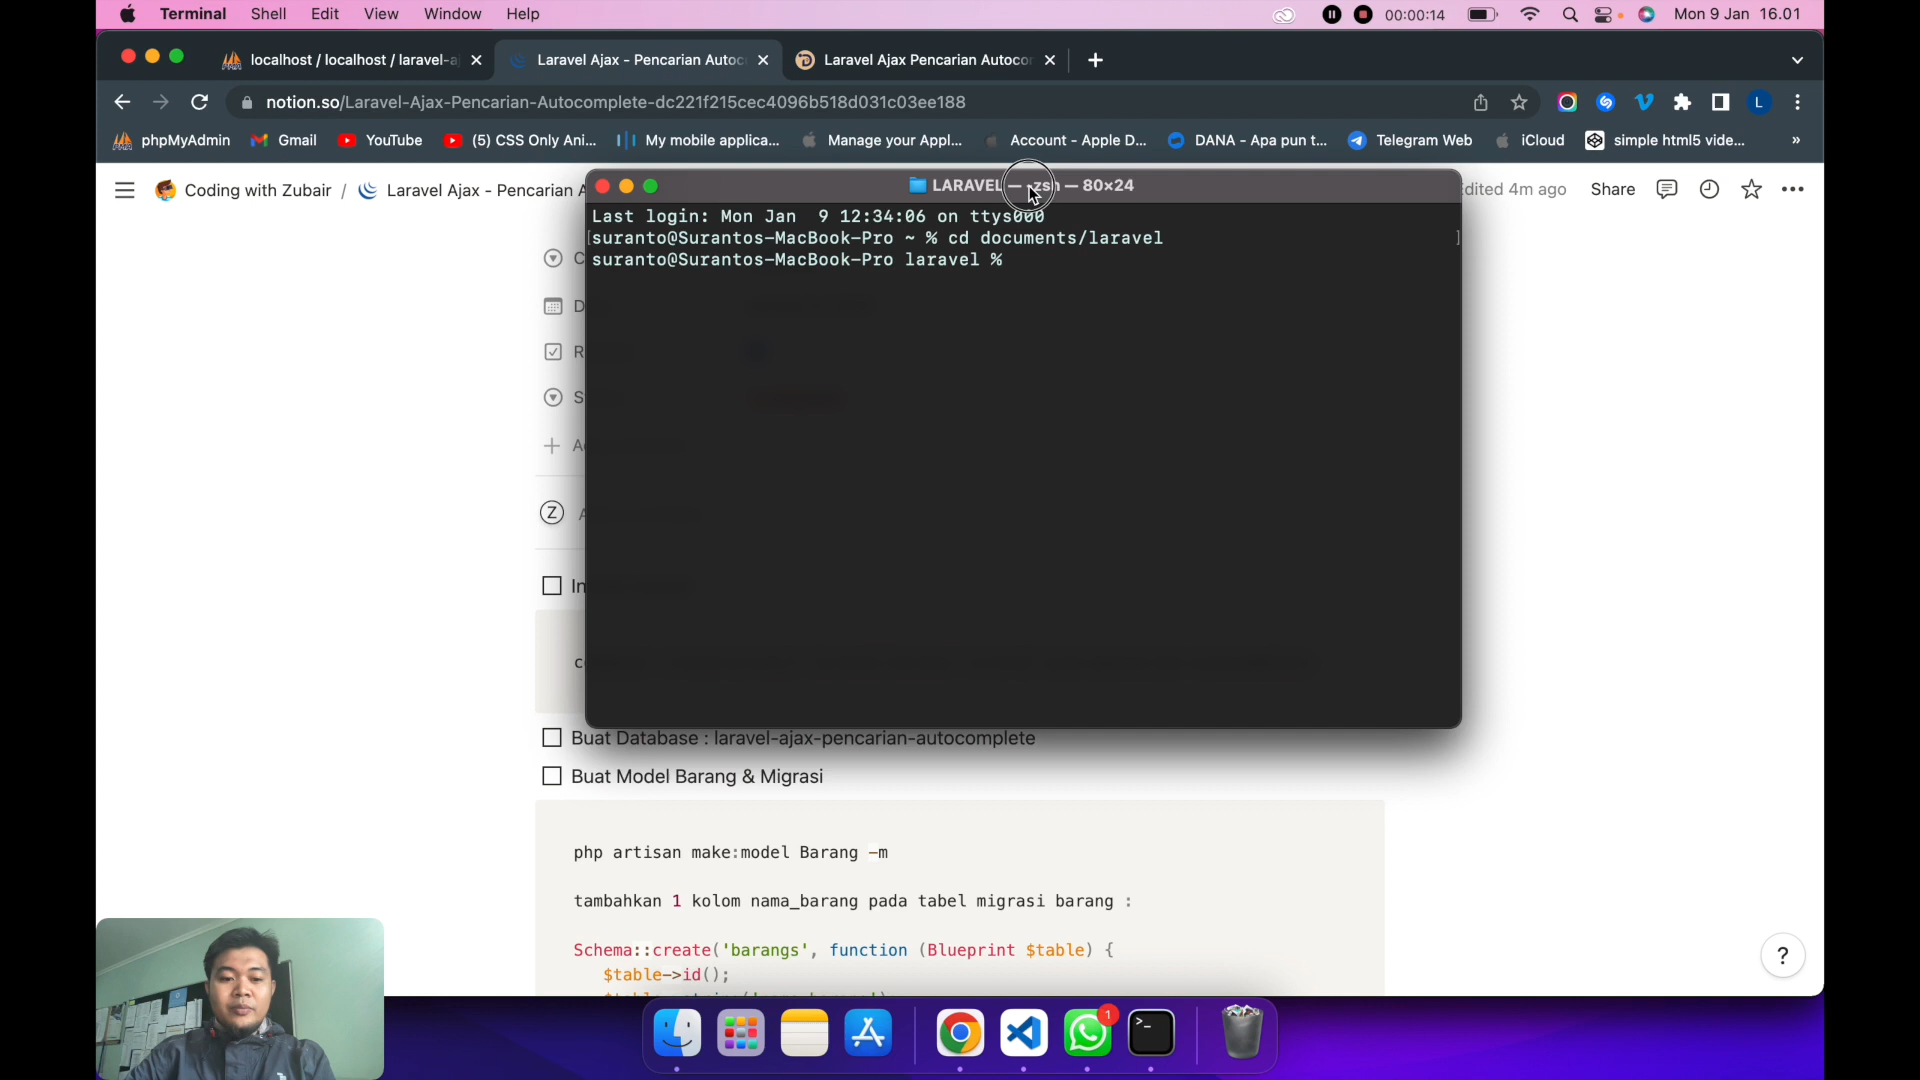 Terminal Shell Edit View Window Help 00:00:14 Mon 9 Jan 16.01
localhost / localhost / laravel-a Laravel Ajax - Pencarian Autoc Laravel Ajax Pencarian Autocor
notion.so/Laravel-Ajax-Pencarian-Autocomplete-dc221f215cec4096b518d031c03ee188 L
phpMyAdmin Gmail YouTube (5) CSS Only Ani... My mobile applica... Manage your Appl... Account - Apple D... DANA - Apa pun t... Telegram Web iCloud simple html5 vide... »
Coding with Zubair / Laravel Ajax - Pencarian A dited 4m ago Share
LARAVEL — -zsh — 80×24
Last login: Mon Jan  9 12:34:06 on ttys000
[suranto@Surantos-MacBook-Pro ~ % cd documents/laravel ]
suranto@Surantos-MacBook-Pro laravel %
Z
In
Buat Database : laravel-ajax-pencarian-autocomplete
Buat Model Barang & Migrasi
php artisan make:model Barang -m
tambahkan 1 kolom nama_barang pada tabel migrasi barang :
Schema::create('barangs', function (Blueprint $table) {
$table->id();
?
1